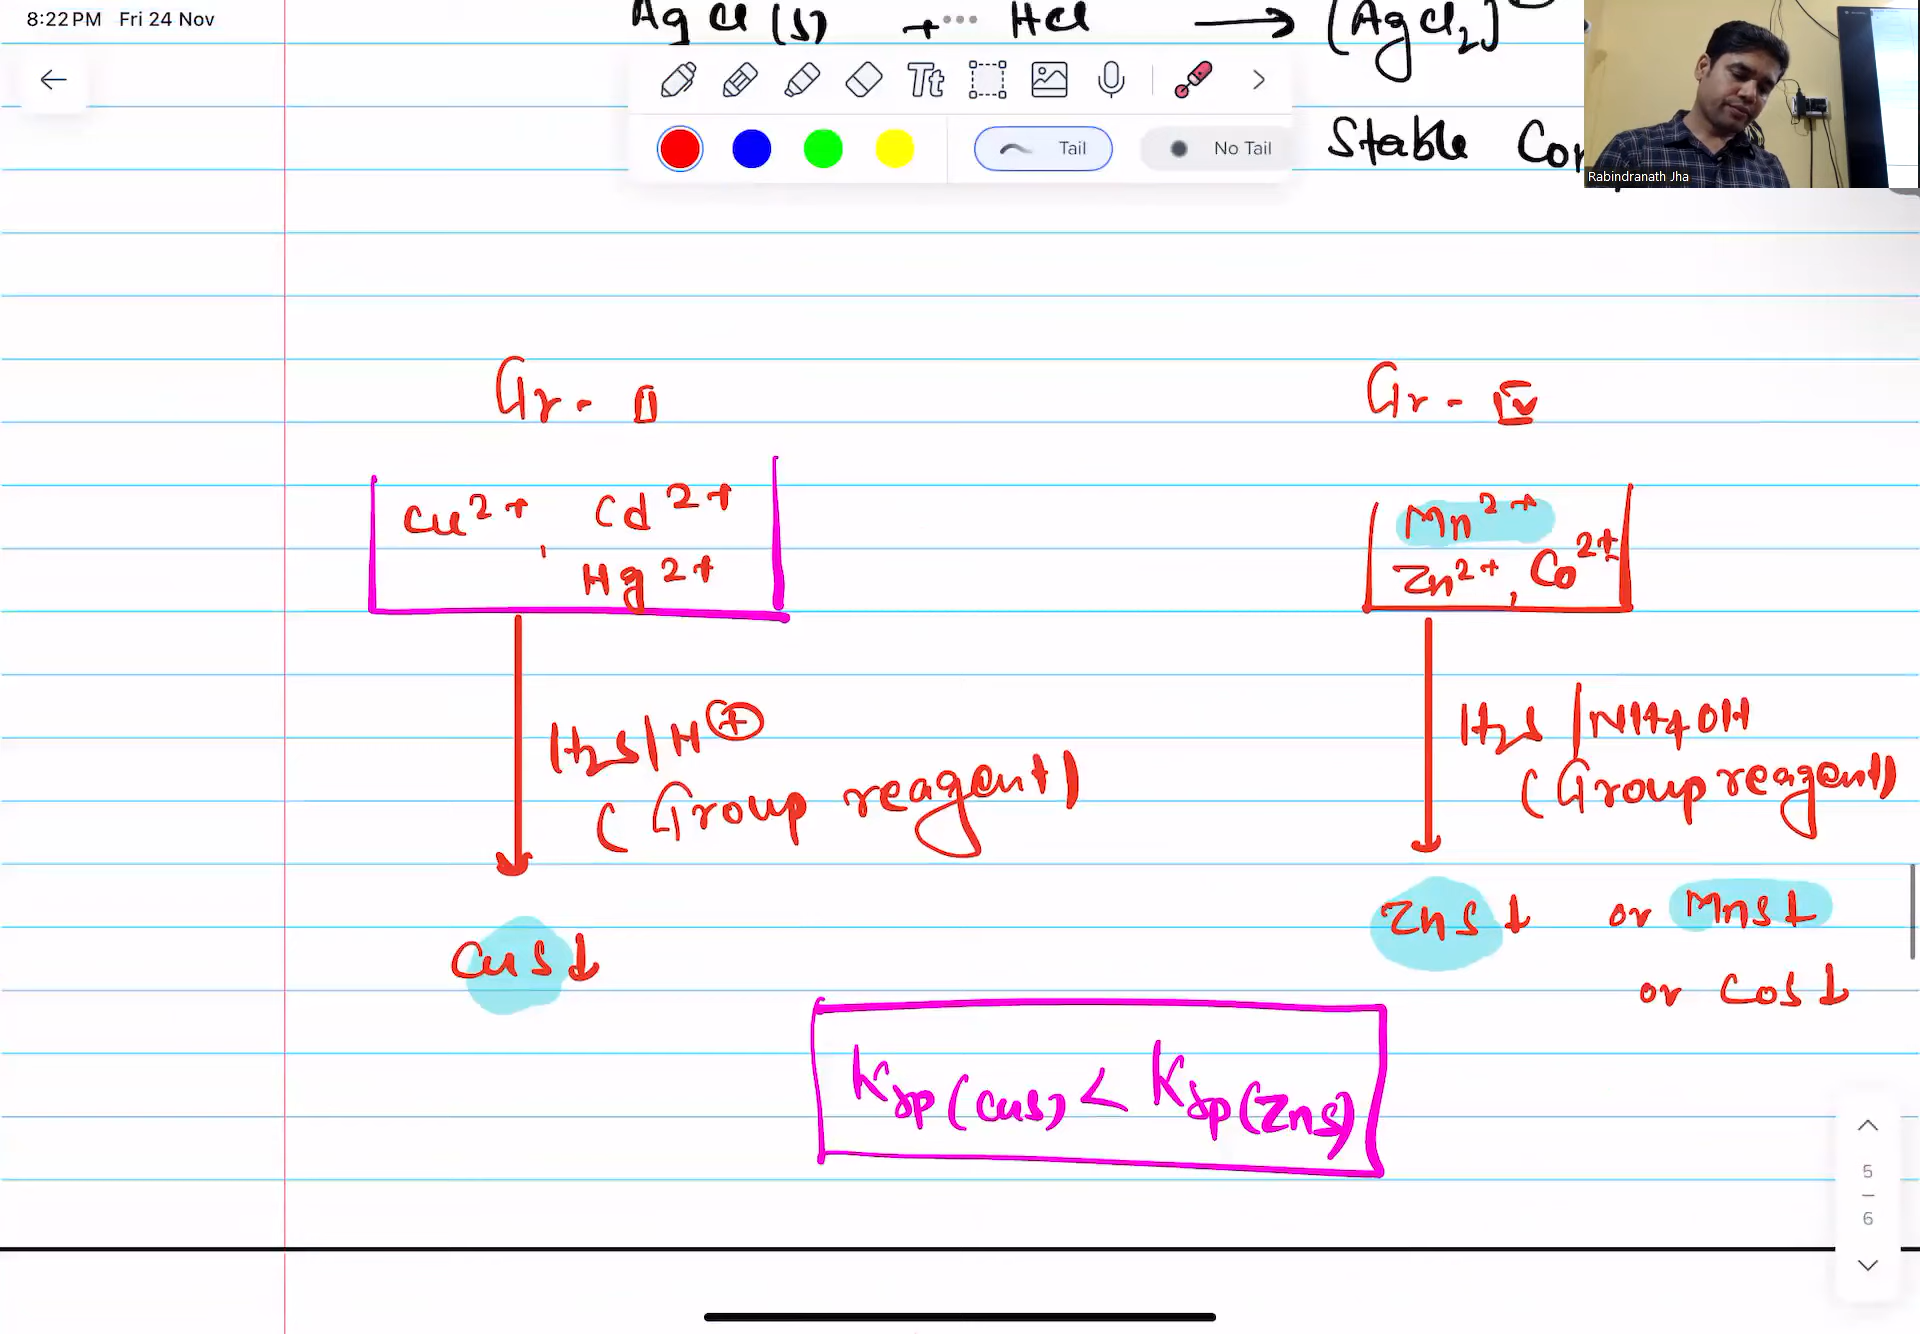 8:22 PM Fri 24 Nov
AgCl (s) + HCl → [AgCl2]
Tt
Tail
No Tail
Stable
Rabindranath Jha
Gr - II
Gr - IV
Cu2+, Cd2+
Hg2+
Mn2+
Zn2+, Co2+
H2S | H⊕
(Group reagent)
H2S | NH4OH
(Group reagent)
CuS↓
ZnS↓ or MnS↓
or CoS↓
Ksp (CuS) < Ksp (ZnS)
5
6